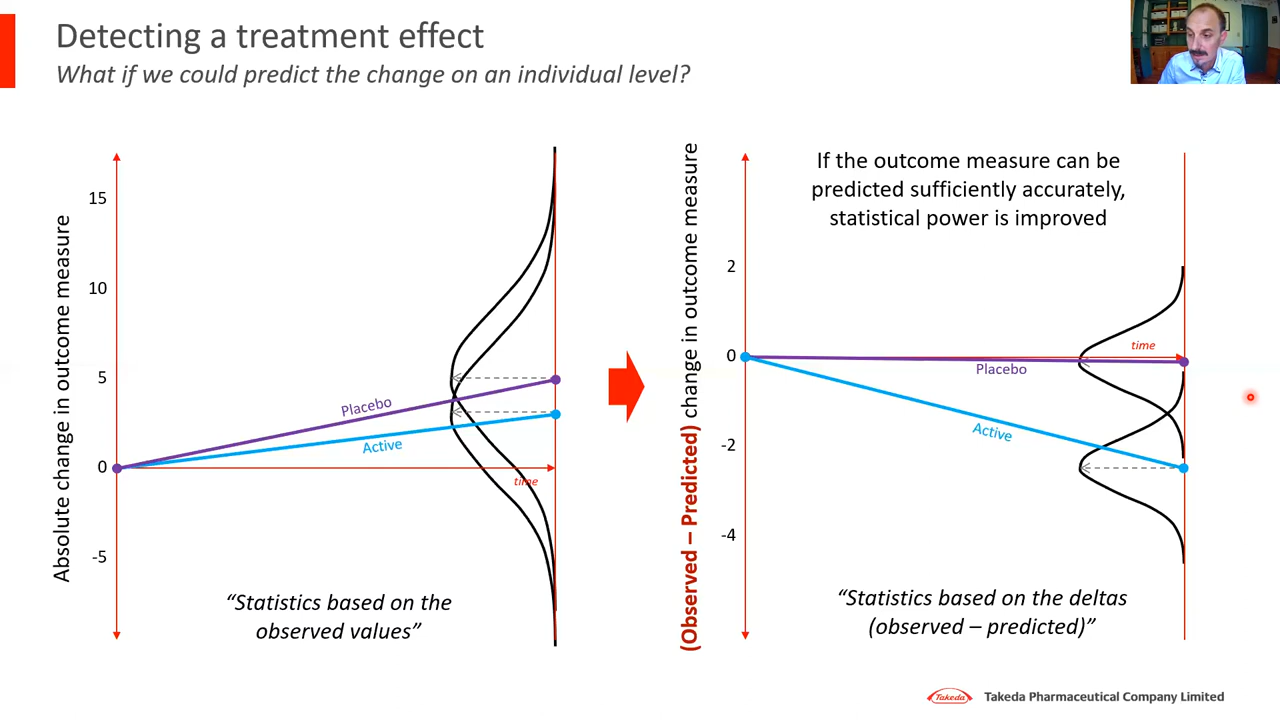 Detecting a treatment effect
What if we could predict the change on an individual level?
Absolute change in outcome measure
15
10
5
0
-5
Placebo
Active
time
“Statistics based on the
observed values”
(Observed – Predicted) change in outcome measure
If the outcome measure can be
predicted sufficiently accurately,
statistical power is improved
2
0
-2
-4
time
Placebo
Active
“Statistics based on the deltas
(observed – predicted)”
Takeda
Takeda Pharmaceutical Company Limited